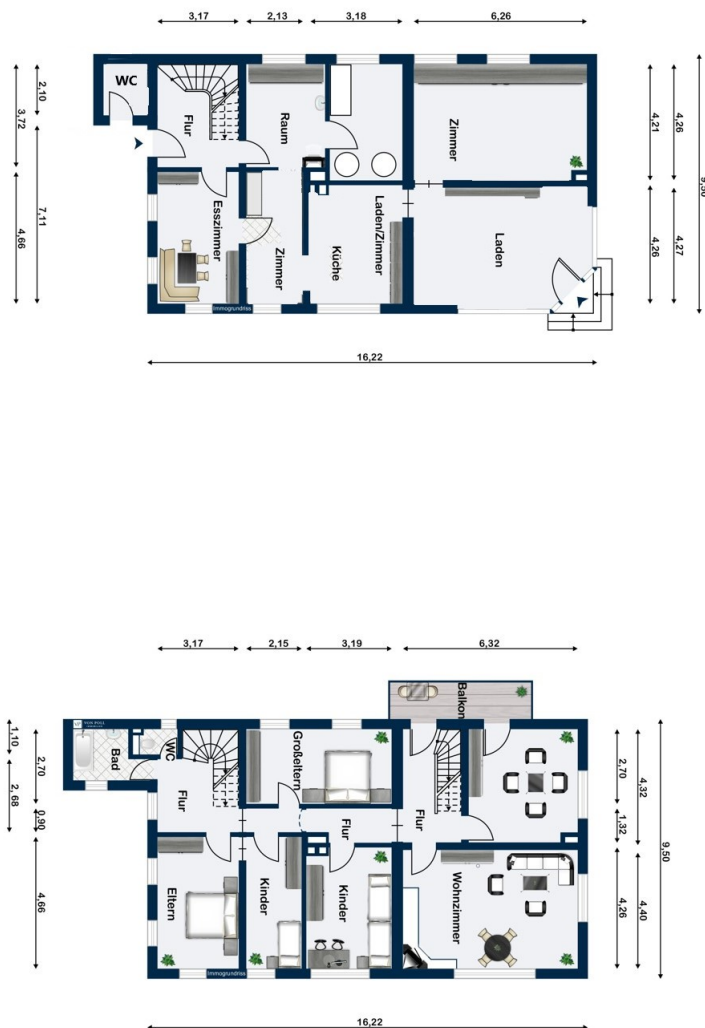 3,17
2,13
3,18
6,26
WC
2,10
3,72
Flur
Raum
Zimmer
4,21
4,26
7,11
4,66
Esszimmer
Zimmer
Küche
Laden/Zimmer
Laden
4,26
4,27
Immogrundriss
16,22
3,17
2,15
3,19
6,32
Balkon
1,10
2,70
2,68
0,90
Bad
WC
Flur
Großeltern
Flur
Flur
2,70
4,32
1,32
9,50
4,66
Eltern
Kinder
Kinder
Wohnzimmer
4,26
4,40
Immogrundriss
16,22